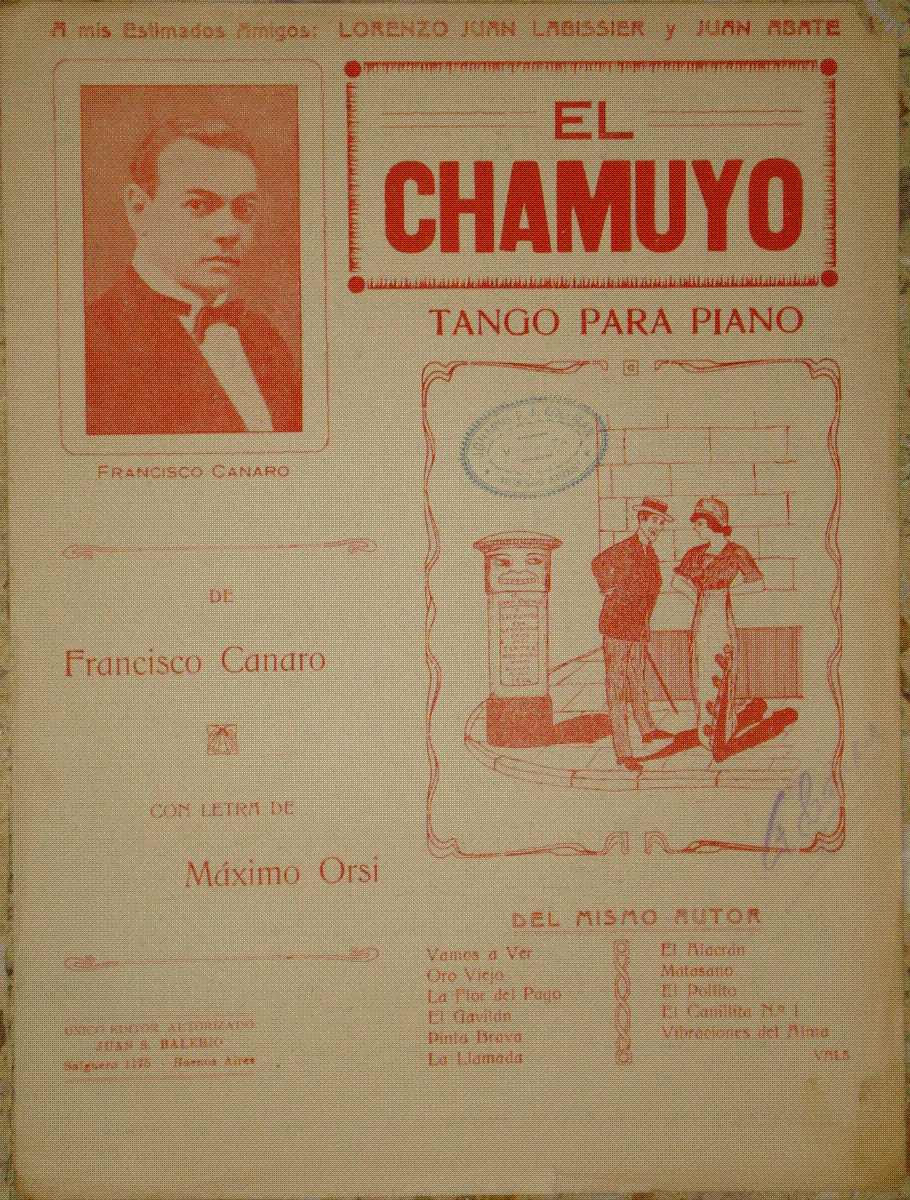 A mis Estimados Amigos: LORENZO JUAN LABISSIER y JUAN ABATE
EL
CHAMUYO
TANGO PARA PIANO
FRANCISCO CANARO
DE
Francisco Canaro
CON LETRA DE
Máximo Orsi
DEL MISMO AUTOR
Vamos a Ver
Oro Viejo
La Flor del Pago
El Gavilán
Pinta Brava
La Llamada
El Alacrán
Matasano
El Pollito
El Canillita N.º 1
Vibraciones del Alma
VALS
UNICO EDITOR AUTORIZADO
JUAN S. BALERIO
Salguero 1175 - Buenos Aires